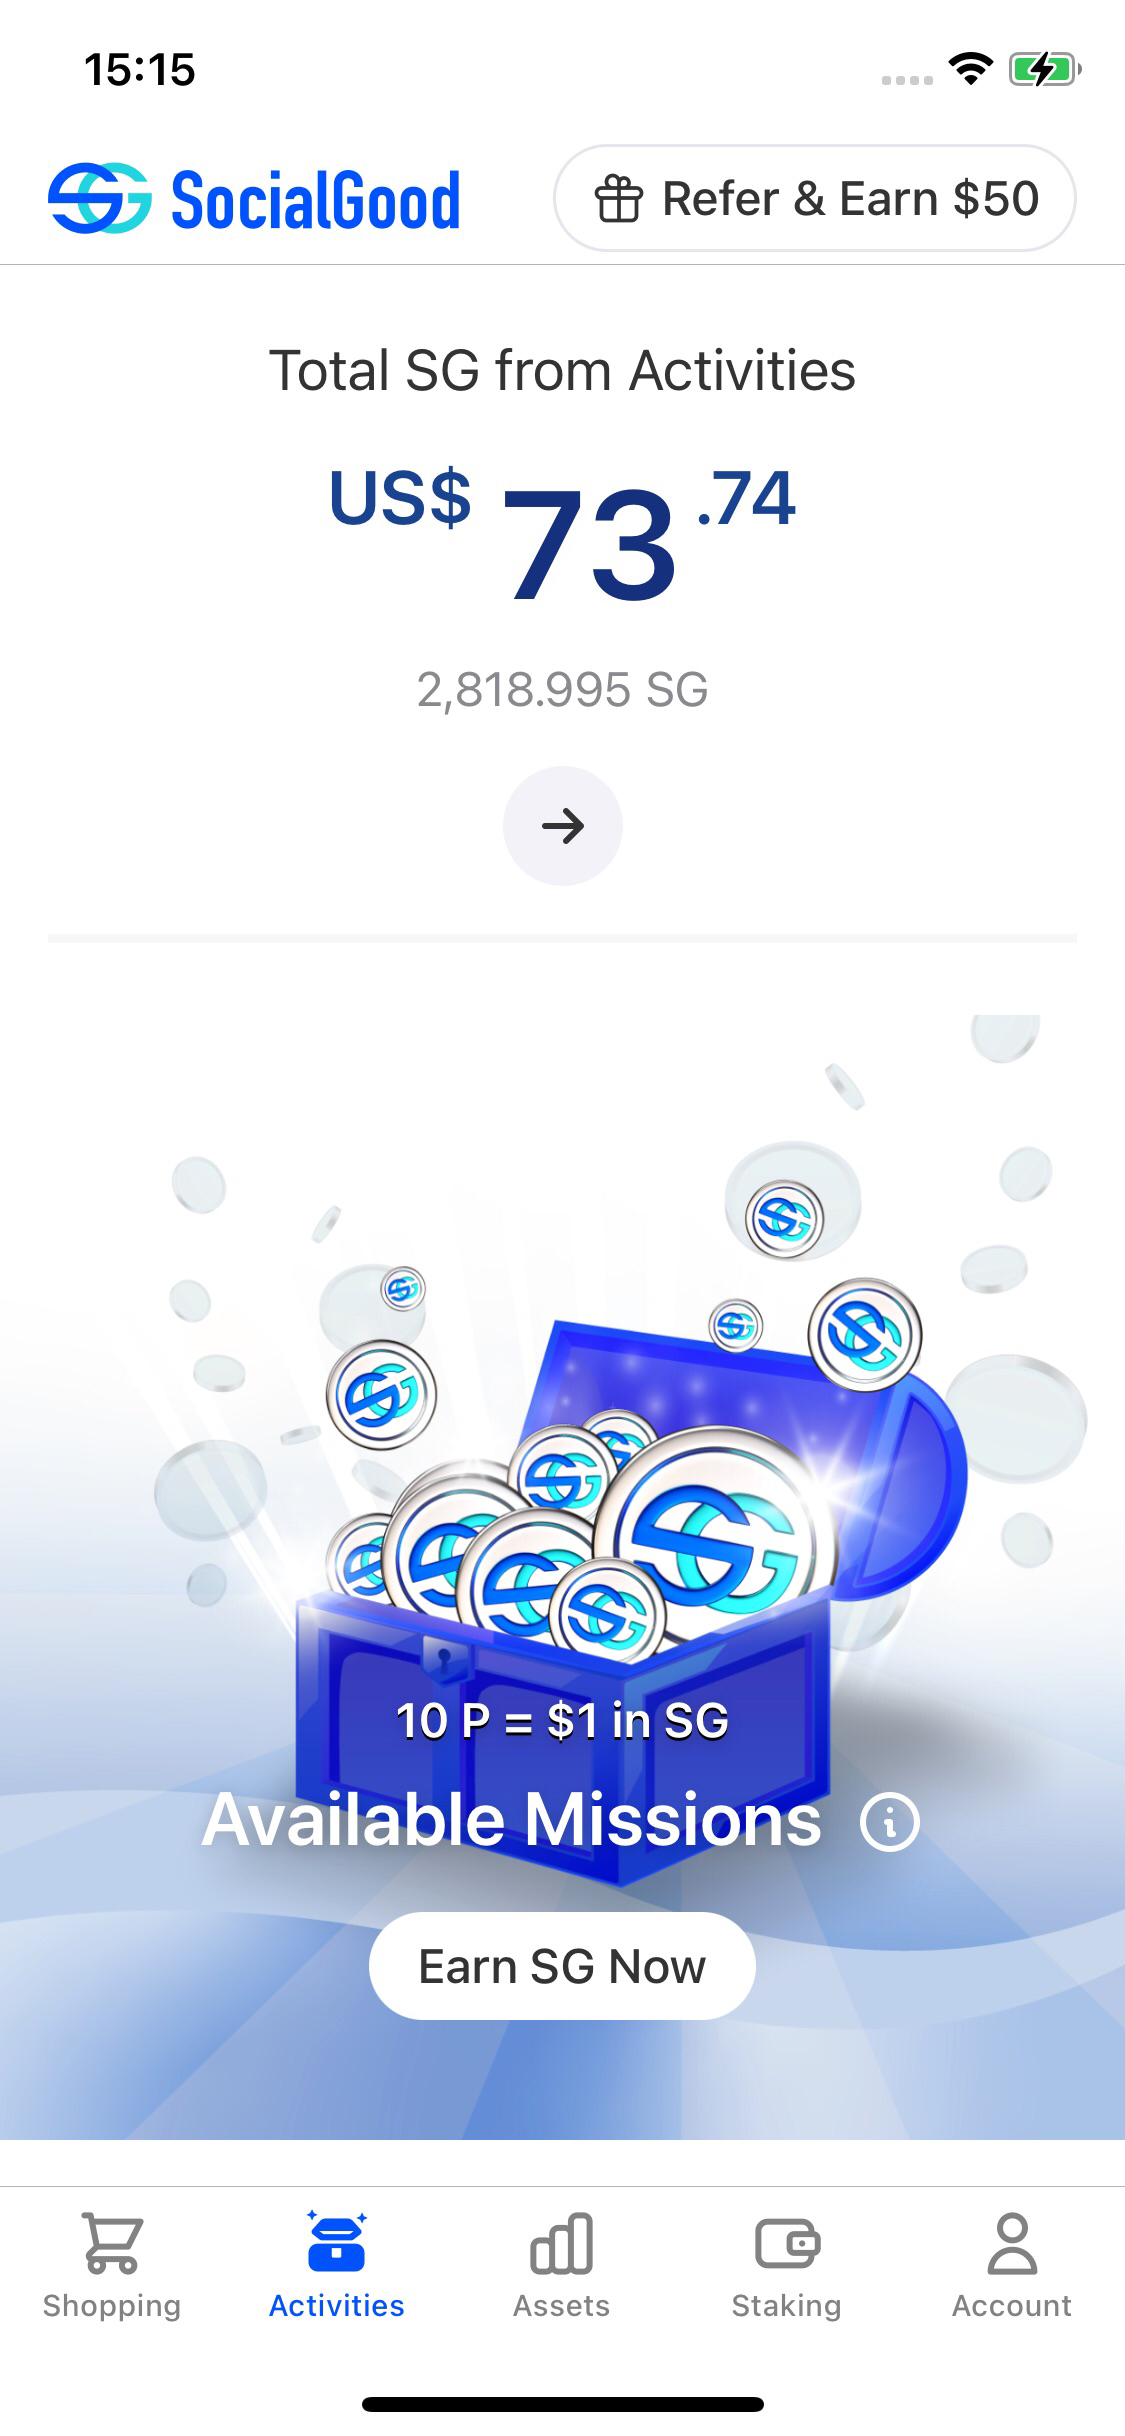 15:15
SocialGood
Refer & Earn $50
Total SG from Activities
US$ 73.74
2,818.995 SG
10 P = $1 in SG
Available Missions
Earn SG Now
Shopping
Activities
Assets
Staking
Account